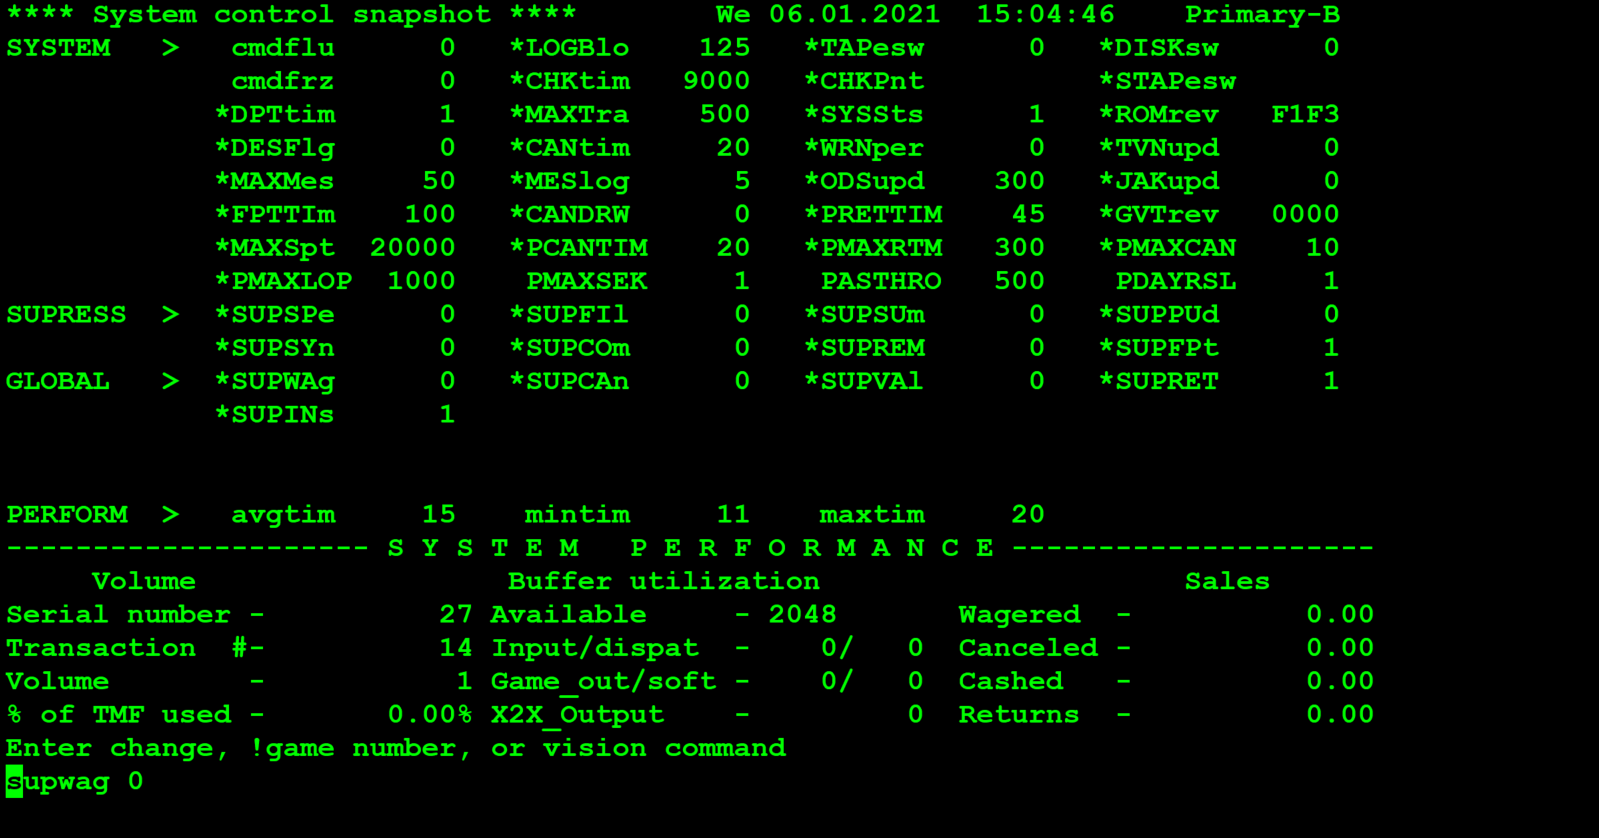 **** System control snapshot **** We 06.01.2021 15:04:46 Primary-B
SYSTEM > cmdflu 0 *LOGBlo 125 *TAPesw 0 *DISKsw 0
cmdfrz 0 *CHKtim 9000 *CHKPnt *STAPesw
*DPTtim 1 *MAXTra 500 *SYSSts 1 *ROMrev F1F3
*DESFlg 0 *CANtim 20 *WRNper 0 *TVNupd 0
*MAXMes 50 *MESlog 5 *ODSupd 300 *JAKupd 0
*FPTTIm 100 *CANDRW 0 *PRETTIM 45 *GVTrev 0000
*MAXSpt 20000 *PCANTIM 20 *PMAXRTM 300 *PMAXCAN 10
*PMAXLOP 1000 PMAXSEK 1 PASTHRO 500 PDAYRSL 1
SUPRESS > *SUPSPe 0 *SUPFIl 0 *SUPSUm 0 *SUPPUd 0
*SUPSYn 0 *SUPCOm 0 *SUPREM 0 *SUPFPt 1
GLOBAL > *SUPWAg 0 *SUPCAn 0 *SUPVAl 0 *SUPRET 1
*SUPINs 1
PERFORM > avgtim 15 mintim 11 maxtim 20
--------------------- S Y S T E M P E R F O R M A N C E ---------------------
Volume Buffer utilization Sales
Serial number - 27 Available - 2048 Wagered - 0.00
Transaction #- 14 Input/dispat - 0/ 0 Canceled - 0.00
Volume - 1 Game_out/soft - 0/ 0 Cashed - 0.00
% of TMF used - 0.00% X2X_Output - 0 Returns - 0.00
Enter change, !game number, or vision command
supwag 0